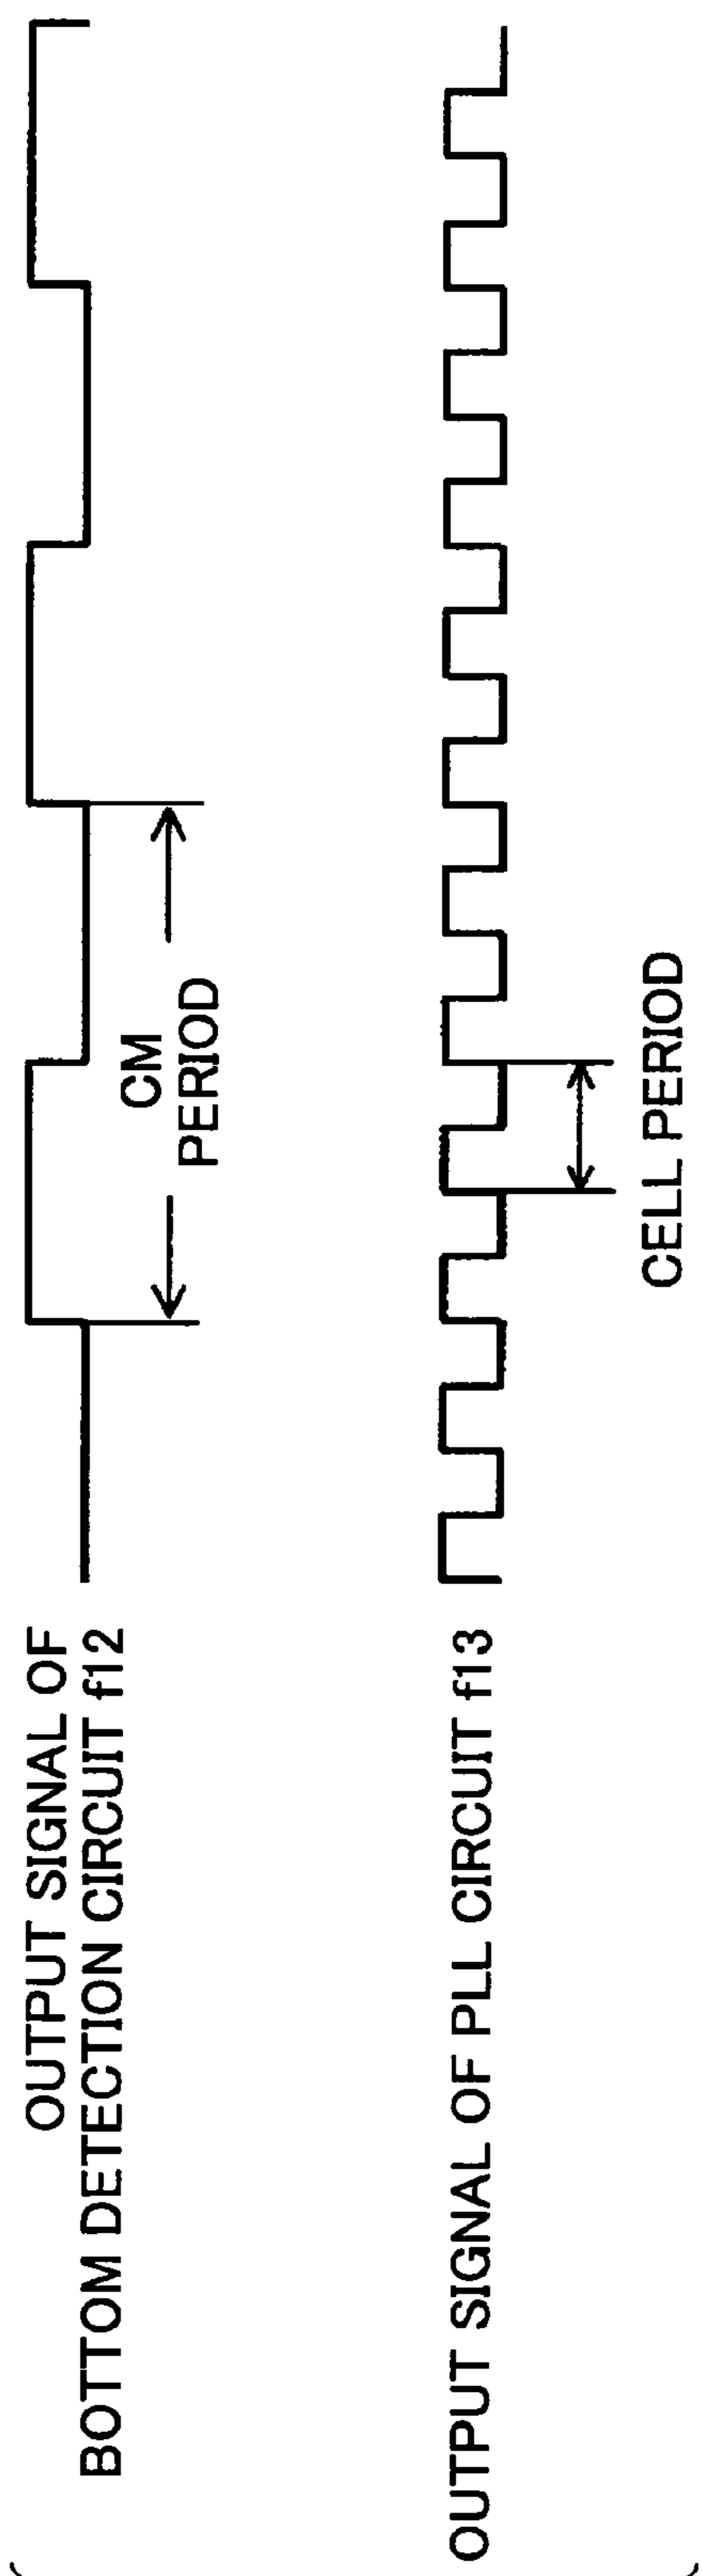 OUTPUT SIGNAL OF
BOTTOM DETECTION CIRCUIT f12
CM
PERIOD
OUTPUT SIGNAL OF PLL CIRCUIT f13
CELL PERIOD